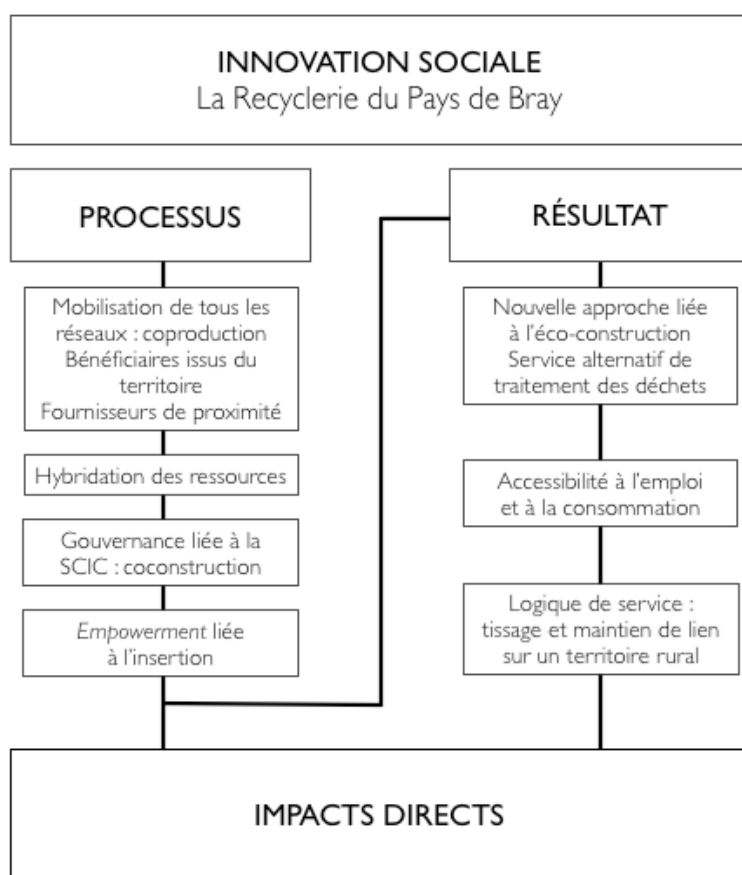 INNOVATION SOCIALE
La Recyclerie du Pays de Bray
PROCESSUS
Mobilisation de tous les
réseaux : coproduction
Bénéficiaires issus du
territoire
Fournisseurs de proximité
Hybridation des ressources
Gouvernance liée à la
SCIC : coconstruction
Empowerment liée
à l'insertion
RÉSULTAT
Nouvelle approche liée
à l'éco-construction
Service alternatif de
traitement des déchets
Accessibilité à l'emploi
et à la consommation
Logique de service :
tissage et maintien de lien
sur un territoire rural
IMPACTS DIRECTS